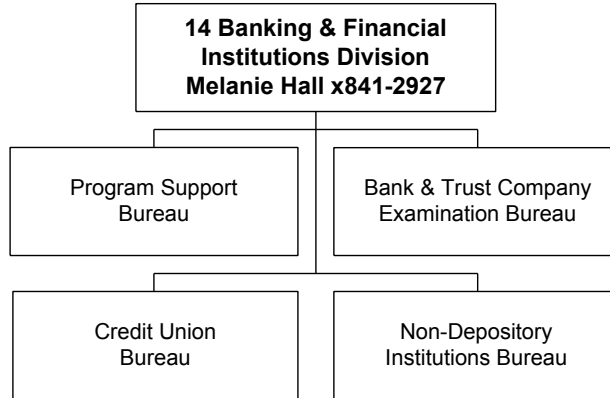 14 Banking & Financial
Institutions Division
Melanie Hall x841-2927
Program Support
Bureau
Bank & Trust Company
Examination Bureau
Credit Union
Bureau
Non-Depository
Institutions Bureau